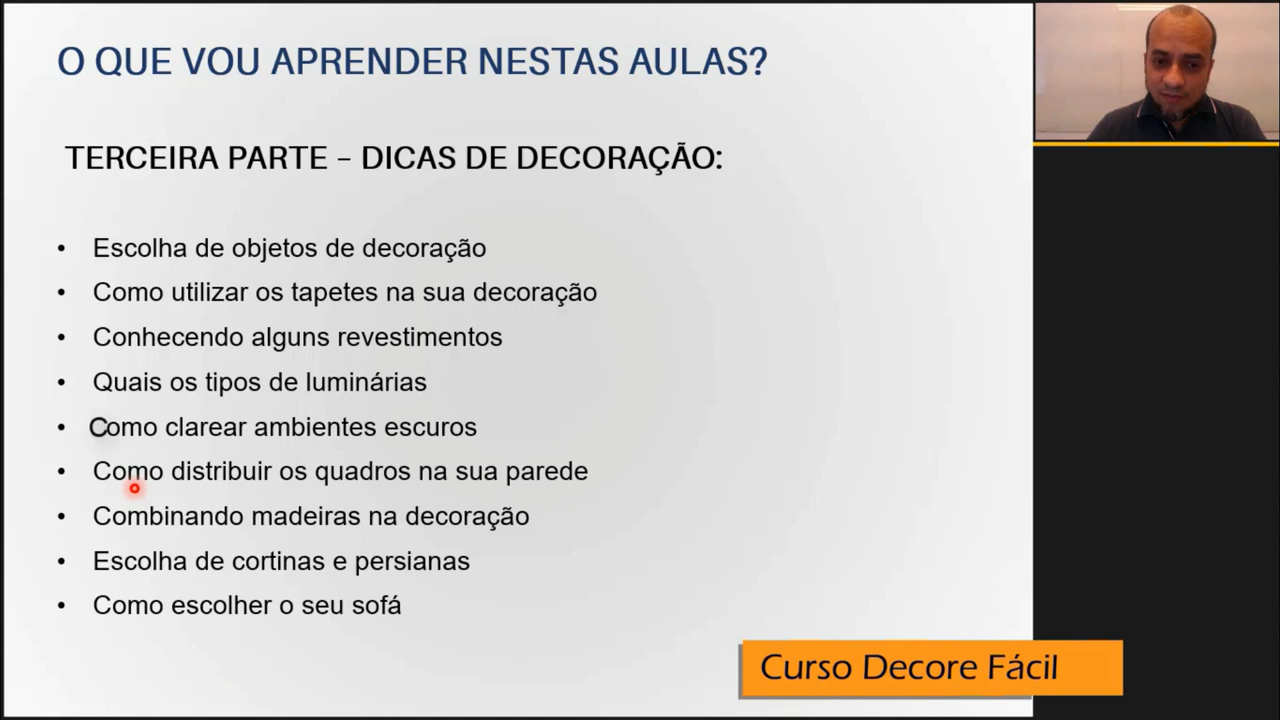 O QUE VOU APRENDER NESTAS AULAS?
TERCEIRA PARTE – DICAS DE DECORAÇÃO:
• Escolha de objetos de decoração
• Como utilizar os tapetes na sua decoração
• Conhecendo alguns revestimentos
• Quais os tipos de luminárias
• Como clarear ambientes escuros
• Como distribuir os quadros na sua parede
• Combinando madeiras na decoração
• Escolha de cortinas e persianas
• Como escolher o seu sofá
Curso Decore Fácil